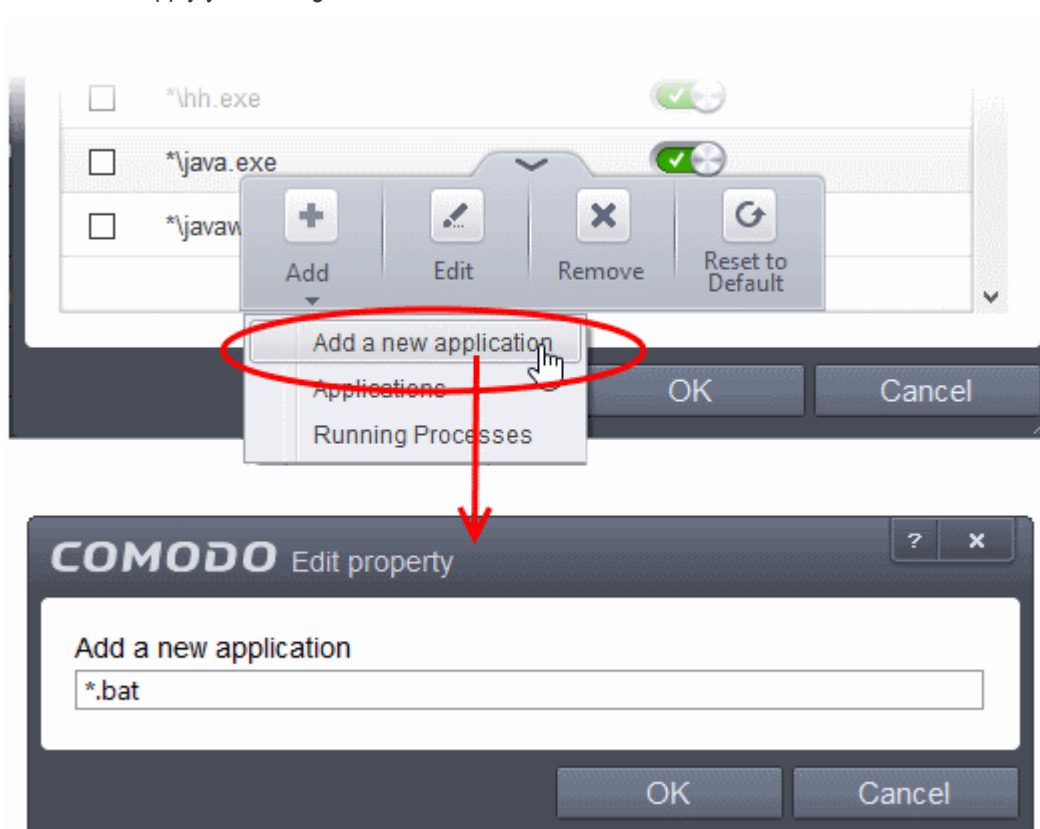 *\hh.exe
*\java.exe
*\javaw
Add
Edit
Remove
Reset to
Default
Add a new application
Applications
Running Processes
OK
Cancel
COMODO Edit property
?
x
Add a new application
*.bat
OK
Cancel